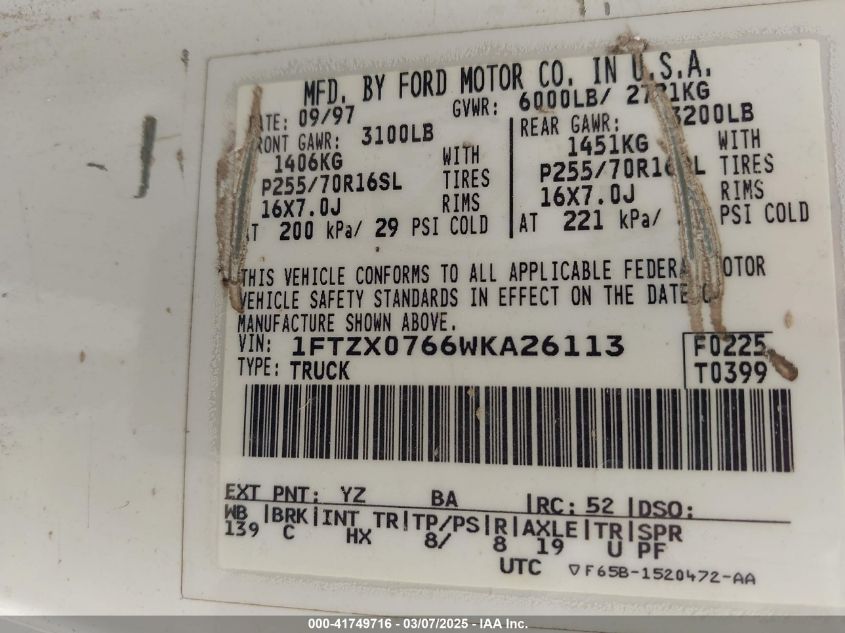 MFD. BY FORD MOTOR CO. IN U.S.A.
09/97 GVWR: 6000LB/
GAWR: 3100LB REAR GAWR: 3200LB
1406KG WITH 1451KG WITH
P255/70R16SL TIRES TIRES
16X7.0J RIMS 16X7.0J RIMS
200 kPa/ 29 PSI COLD AT 221 kPa/ PSI COLD
THIS VEHICLE CONFORMS TO ALL APPLICABLE
VEHICLE SAFETY STANDARDS IN EFFECT ON THE DATE
MANUFACTURE SHOWN ABOVE.
VIN: 1FTZX0766WKA26113 F0225
TYPE: TRUCK T0399
EXT PNT: YZ BA RC: 52 DSO:
WB BRK INT TR TP/PS R AXLE TR SPR
139 C HX 8/ 8 19 U PF
UTC ▽F65B-1520472-AA
000-41749716 - 03/07/2025 - IAA Inc.